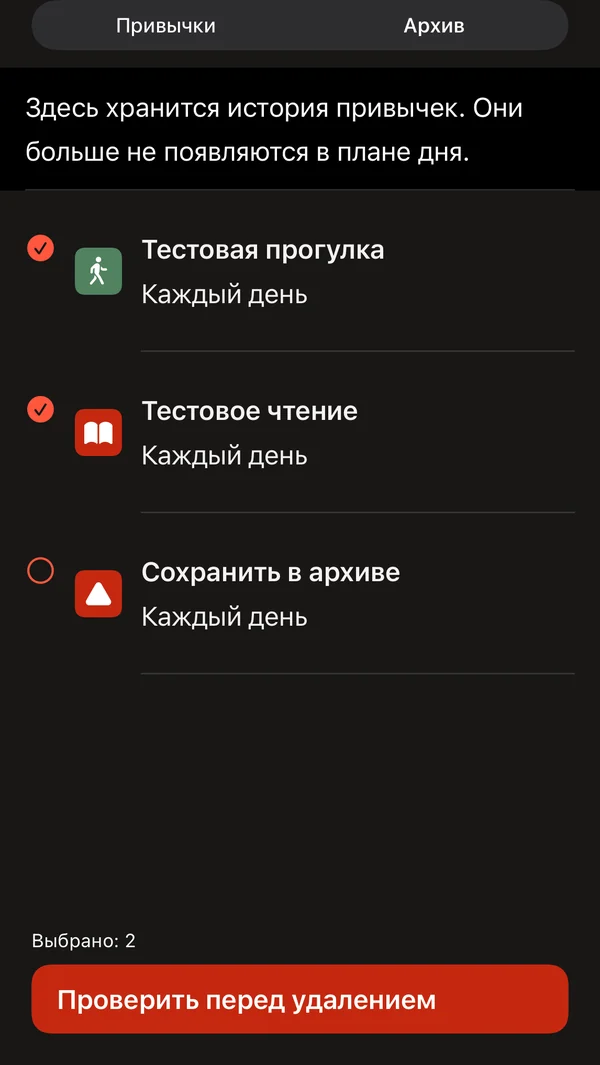 Привычки
Архив
Здесь хранится история привычек. Они
больше не появляются в плане дня.
Тестовая прогулка
Каждый день
Тестовое чтение
Каждый день
Сохранить в архиве
Каждый день
Выбрано: 2
Проверить перед удалением